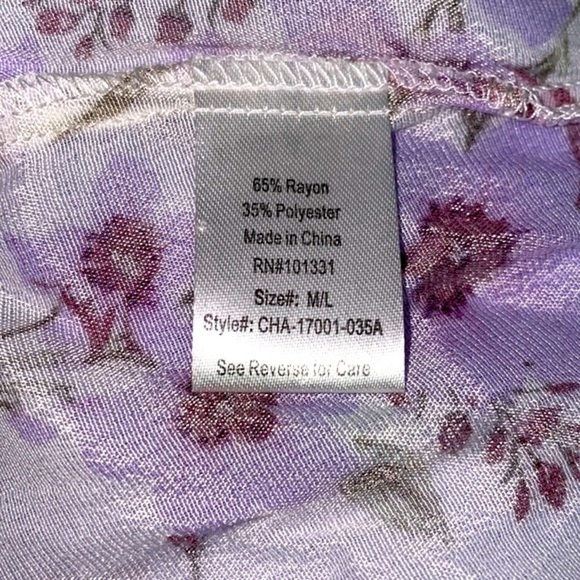 65% Rayon
35% Polyester
Made in China
RN#101331
Size#: M/L
Style#: CHA-17001-035A
See Reverse for Care